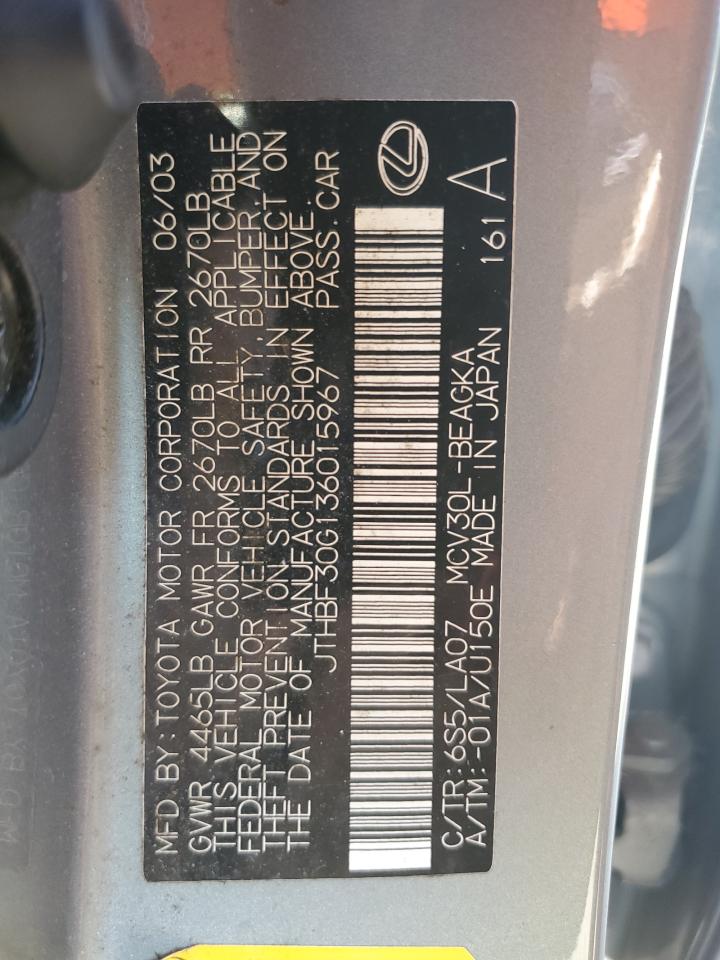 MFD BY:TOYOTA MOTOR CORPORATION 06/03
GVWR 4465LB GAWR FR 2670LB RR 2670LB
THIS VEHICLE CONFORMS TO ALL APPLICABLE
FEDERAL MOTOR VEHICLE SAFETY, BUMPER, AND
THEFT PREVENTION STANDARDS IN EFFECT ON
THE DATE OF MANUFACTURE SHOWN ABOVE.
JTHBF30G136015967 PASS. CAR
C/TR:6S5/LA07 MCV30L-BEAGKA 161 A
A/TM:-01A/U150E MADE IN JAPAN